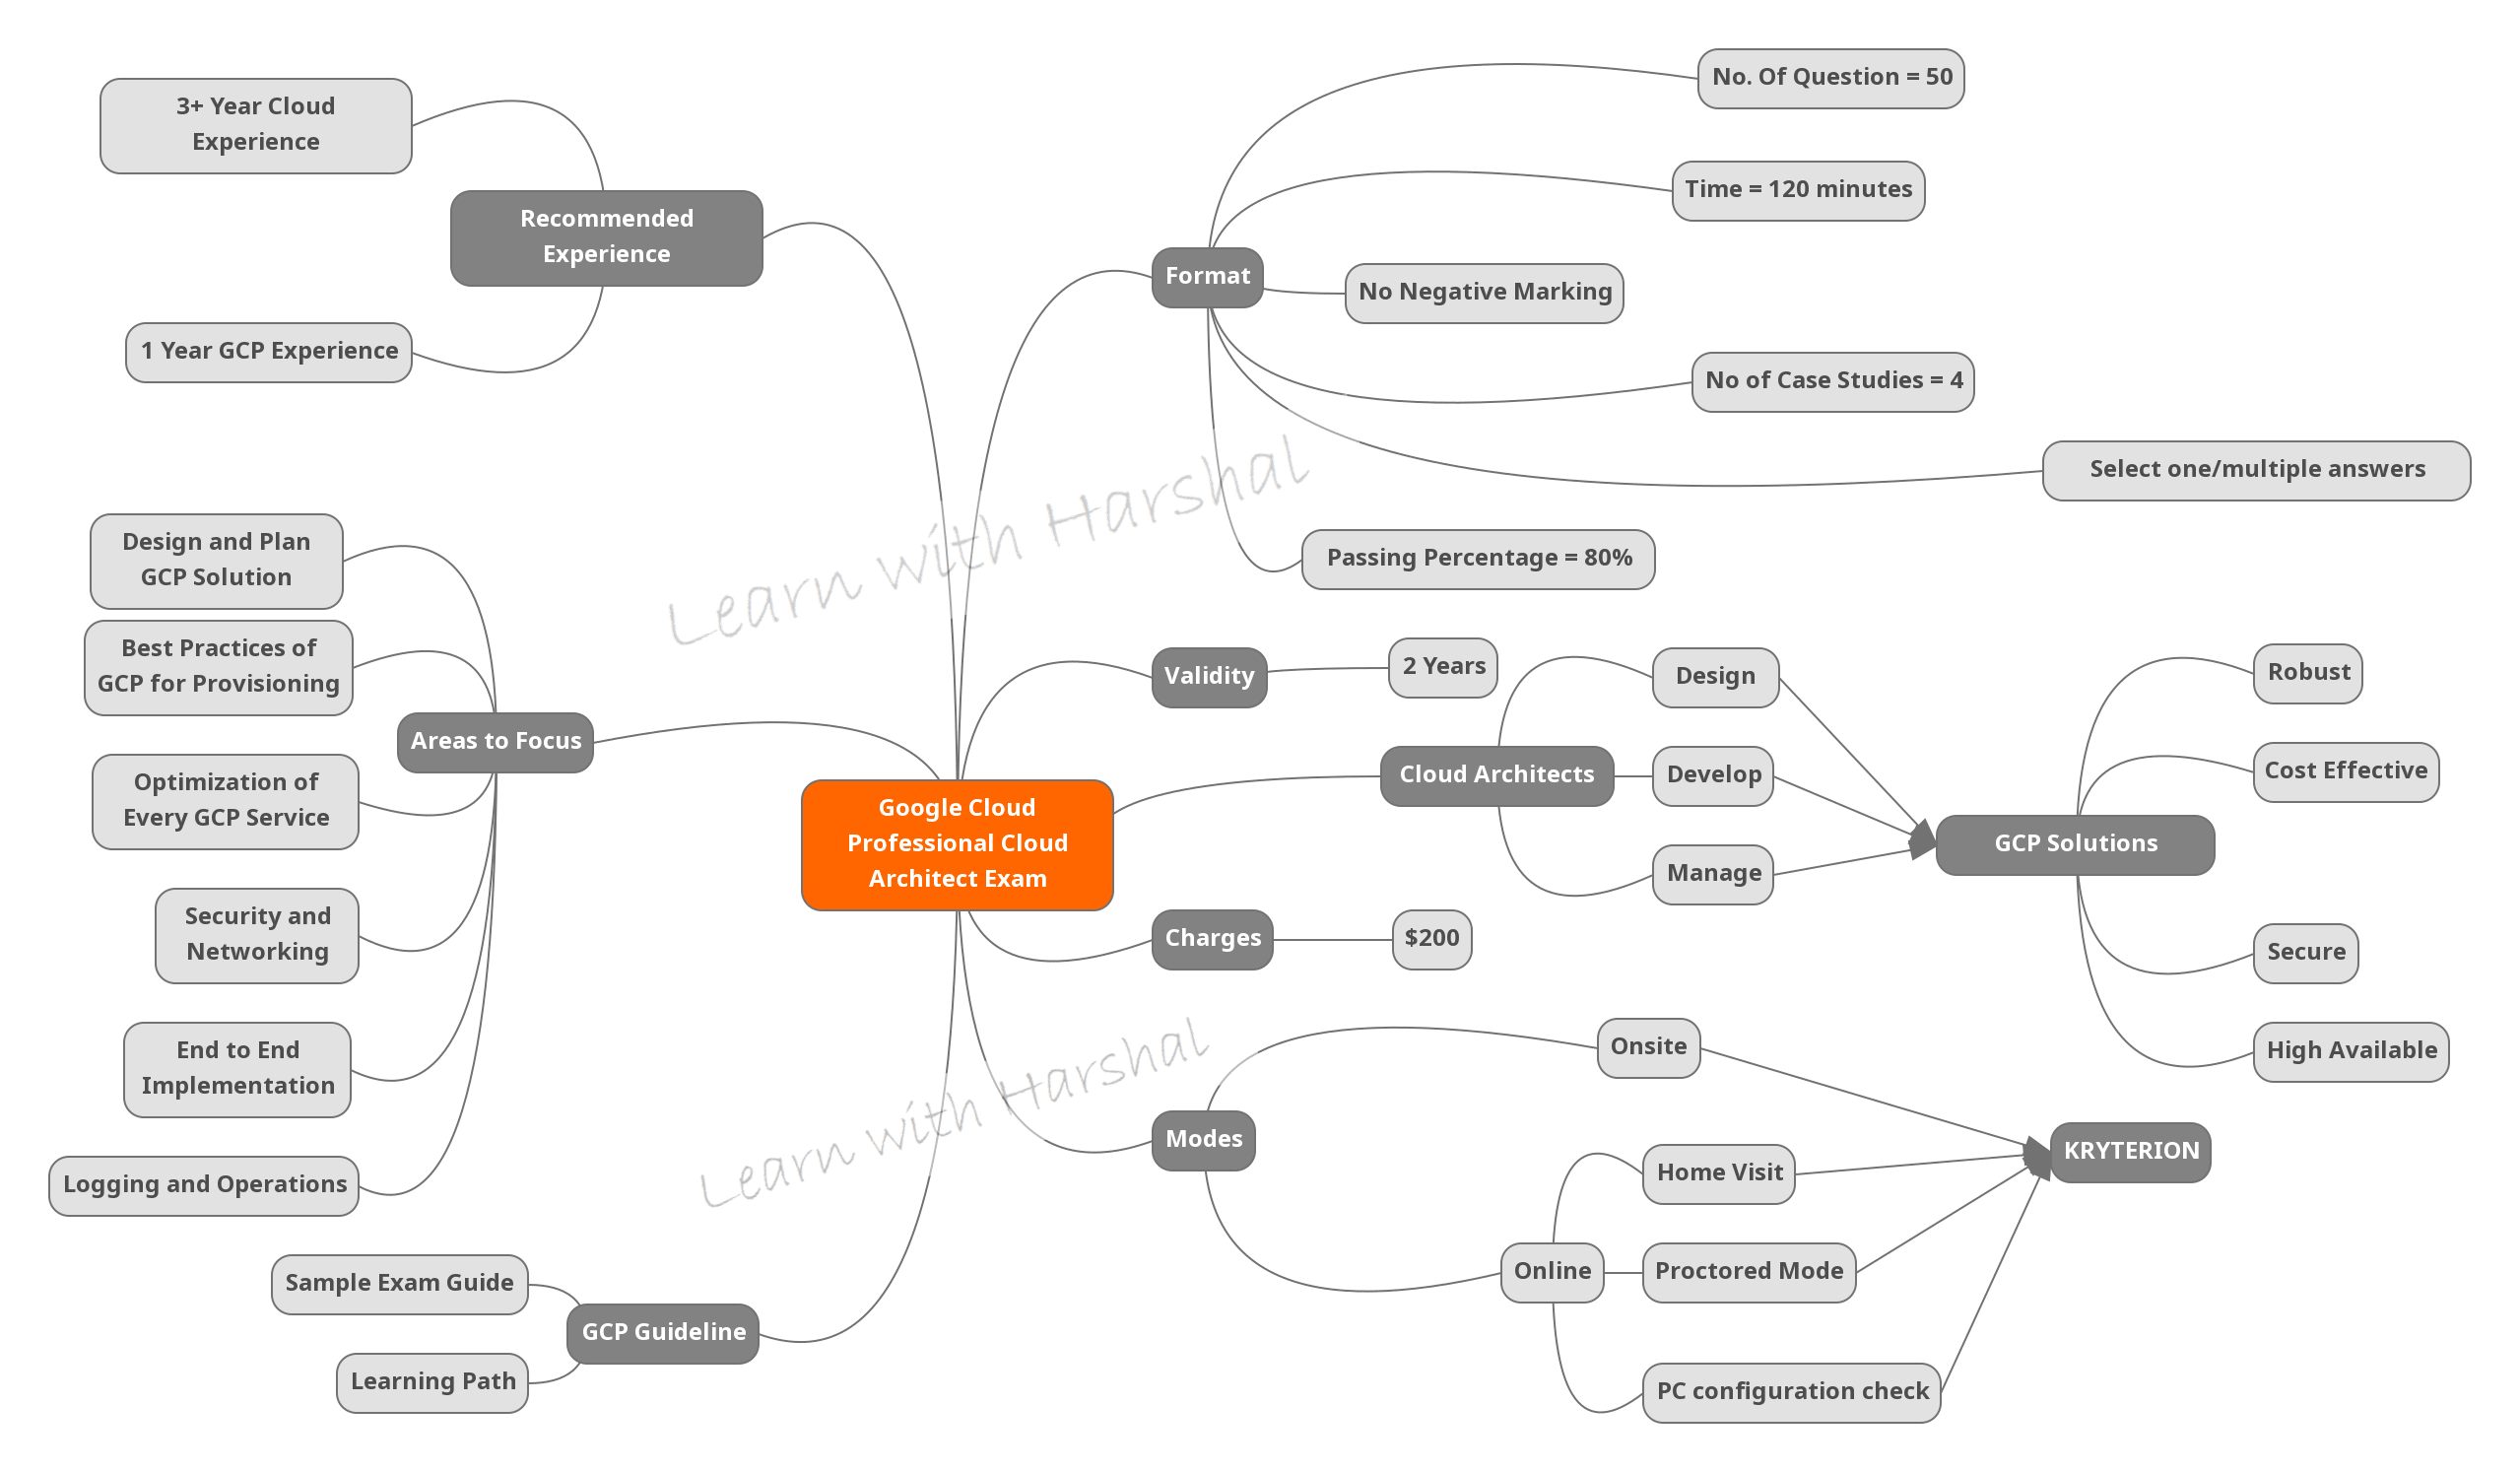 3+ Year Cloud
Experience
Recommended
Experience
1 Year GCP Experience
Design and Plan
GCP Solution
Best Practices of
GCP for Provisioning
Areas to Focus
Optimization of
Every GCP Service
Security and
Networking
End to End
Implementation
Logging and Operations
Sample Exam Guide
GCP Guideline
Learning Path
Learn with Harshal
Google Cloud
Professional Cloud
Architect Exam
Learn with Harshal
No. Of Question = 50
Time = 120 minutes
Format
No Negative Marking
No of Case Studies = 4
Select one/multiple answers
Passing Percentage = 80%
Validity
2 Years
Cloud Architects
Design
Develop
Manage
GCP Solutions
Robust
Cost Effective
Secure
High Available
Charges
$200
Modes
Onsite
Online
Home Visit
Proctored Mode
PC configuration check
KRYTERION